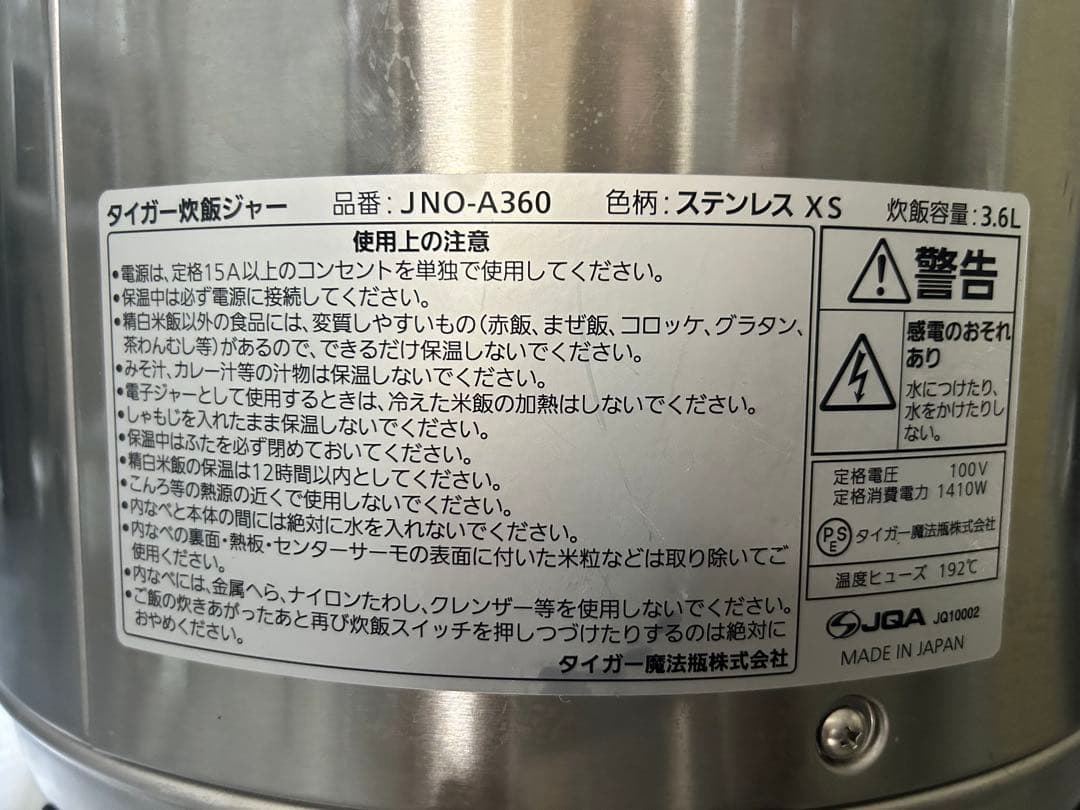 タイガー炊飯ジャー 品番:JNO-A360 色柄:ステンレス XS 炊飯容量:3.6L
使用上の注意
•電源は、定格15A以上のコンセントを単独で使用してください。
•保温中は必ず電源に接続してください。
•精白米飯以外の食品には、変質しやすいもの(赤飯、まぜ飯、コロッケ、グラタン、
茶わんむし等)があるので、できるだけ保温しないでください。
•みそ汁、カレー汁等の汁物は保温しないでください。
•電子ジャーとして使用するときは、冷えた米飯の加熱はしないでください。
•しゃもじを入れたまま保温しないでください。
•保温中はふたを必ず閉めておいてください。
•精白米飯の保温は12時間以内としてください。
•こんろ等の熱源の近くで使用しないでください。
•内なべと本体の間には絶対に水を入れないでください。
•内なべの裏面・熱板・センターサーモの表面に付いた米粒などは取り除いてご
使用ください。
•内なべには、金属へら、ナイロンたわし、クレンザー等を使用しないでください。
•ご飯の炊きあがったあと再び炊飯スイッチを押しつづけたりするのは絶対に
おやめください。
タイガー魔法瓶株式会社
警告
感電のおそれ
あり
水につけたり、
水をかけたりし
ない。
定格電圧 100V
定格消費電力 1410W
PSE タイガー魔法瓶株式会社
温度ヒューズ 192℃
JQA JQ10002
MADE IN JAPAN